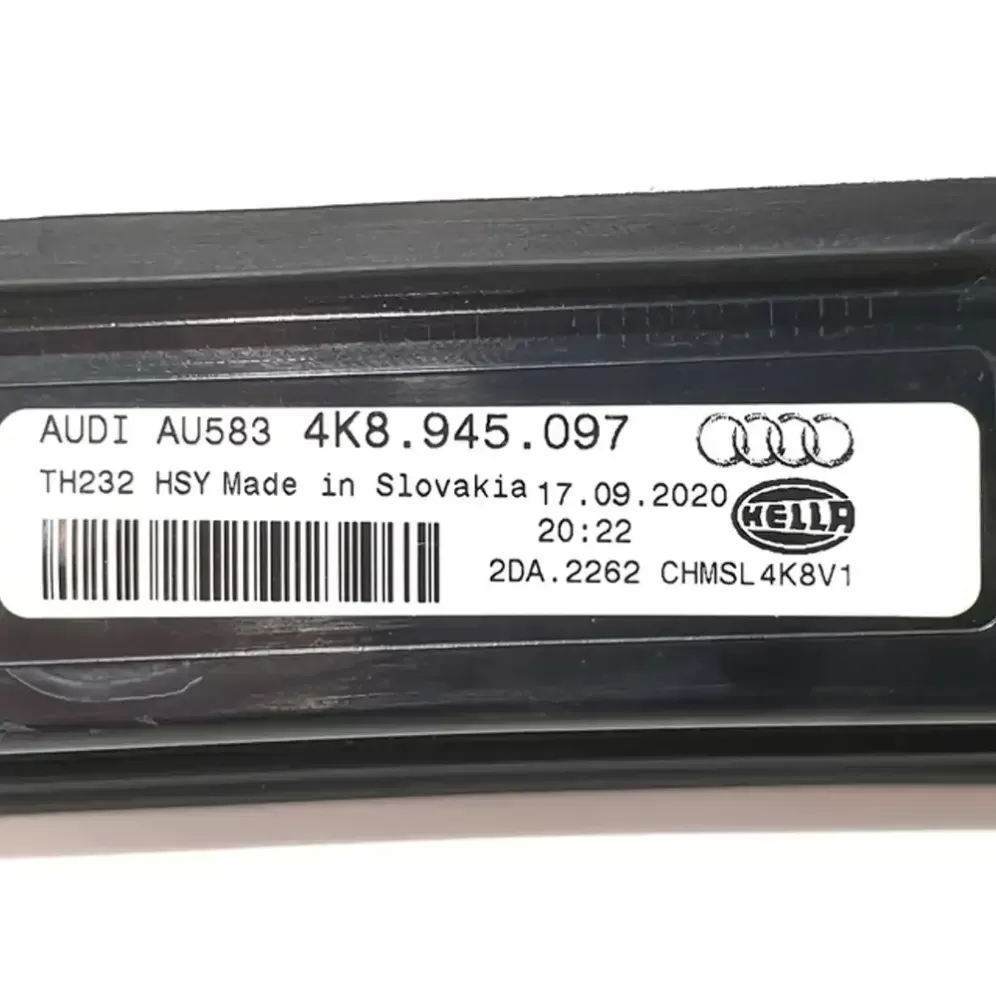 AUDI AU583 4K8.945.097
TH232 HSY Made in Slovakia 17.09.2020
20:22
HELLA
2DA.2262 CHMSL4K8V1